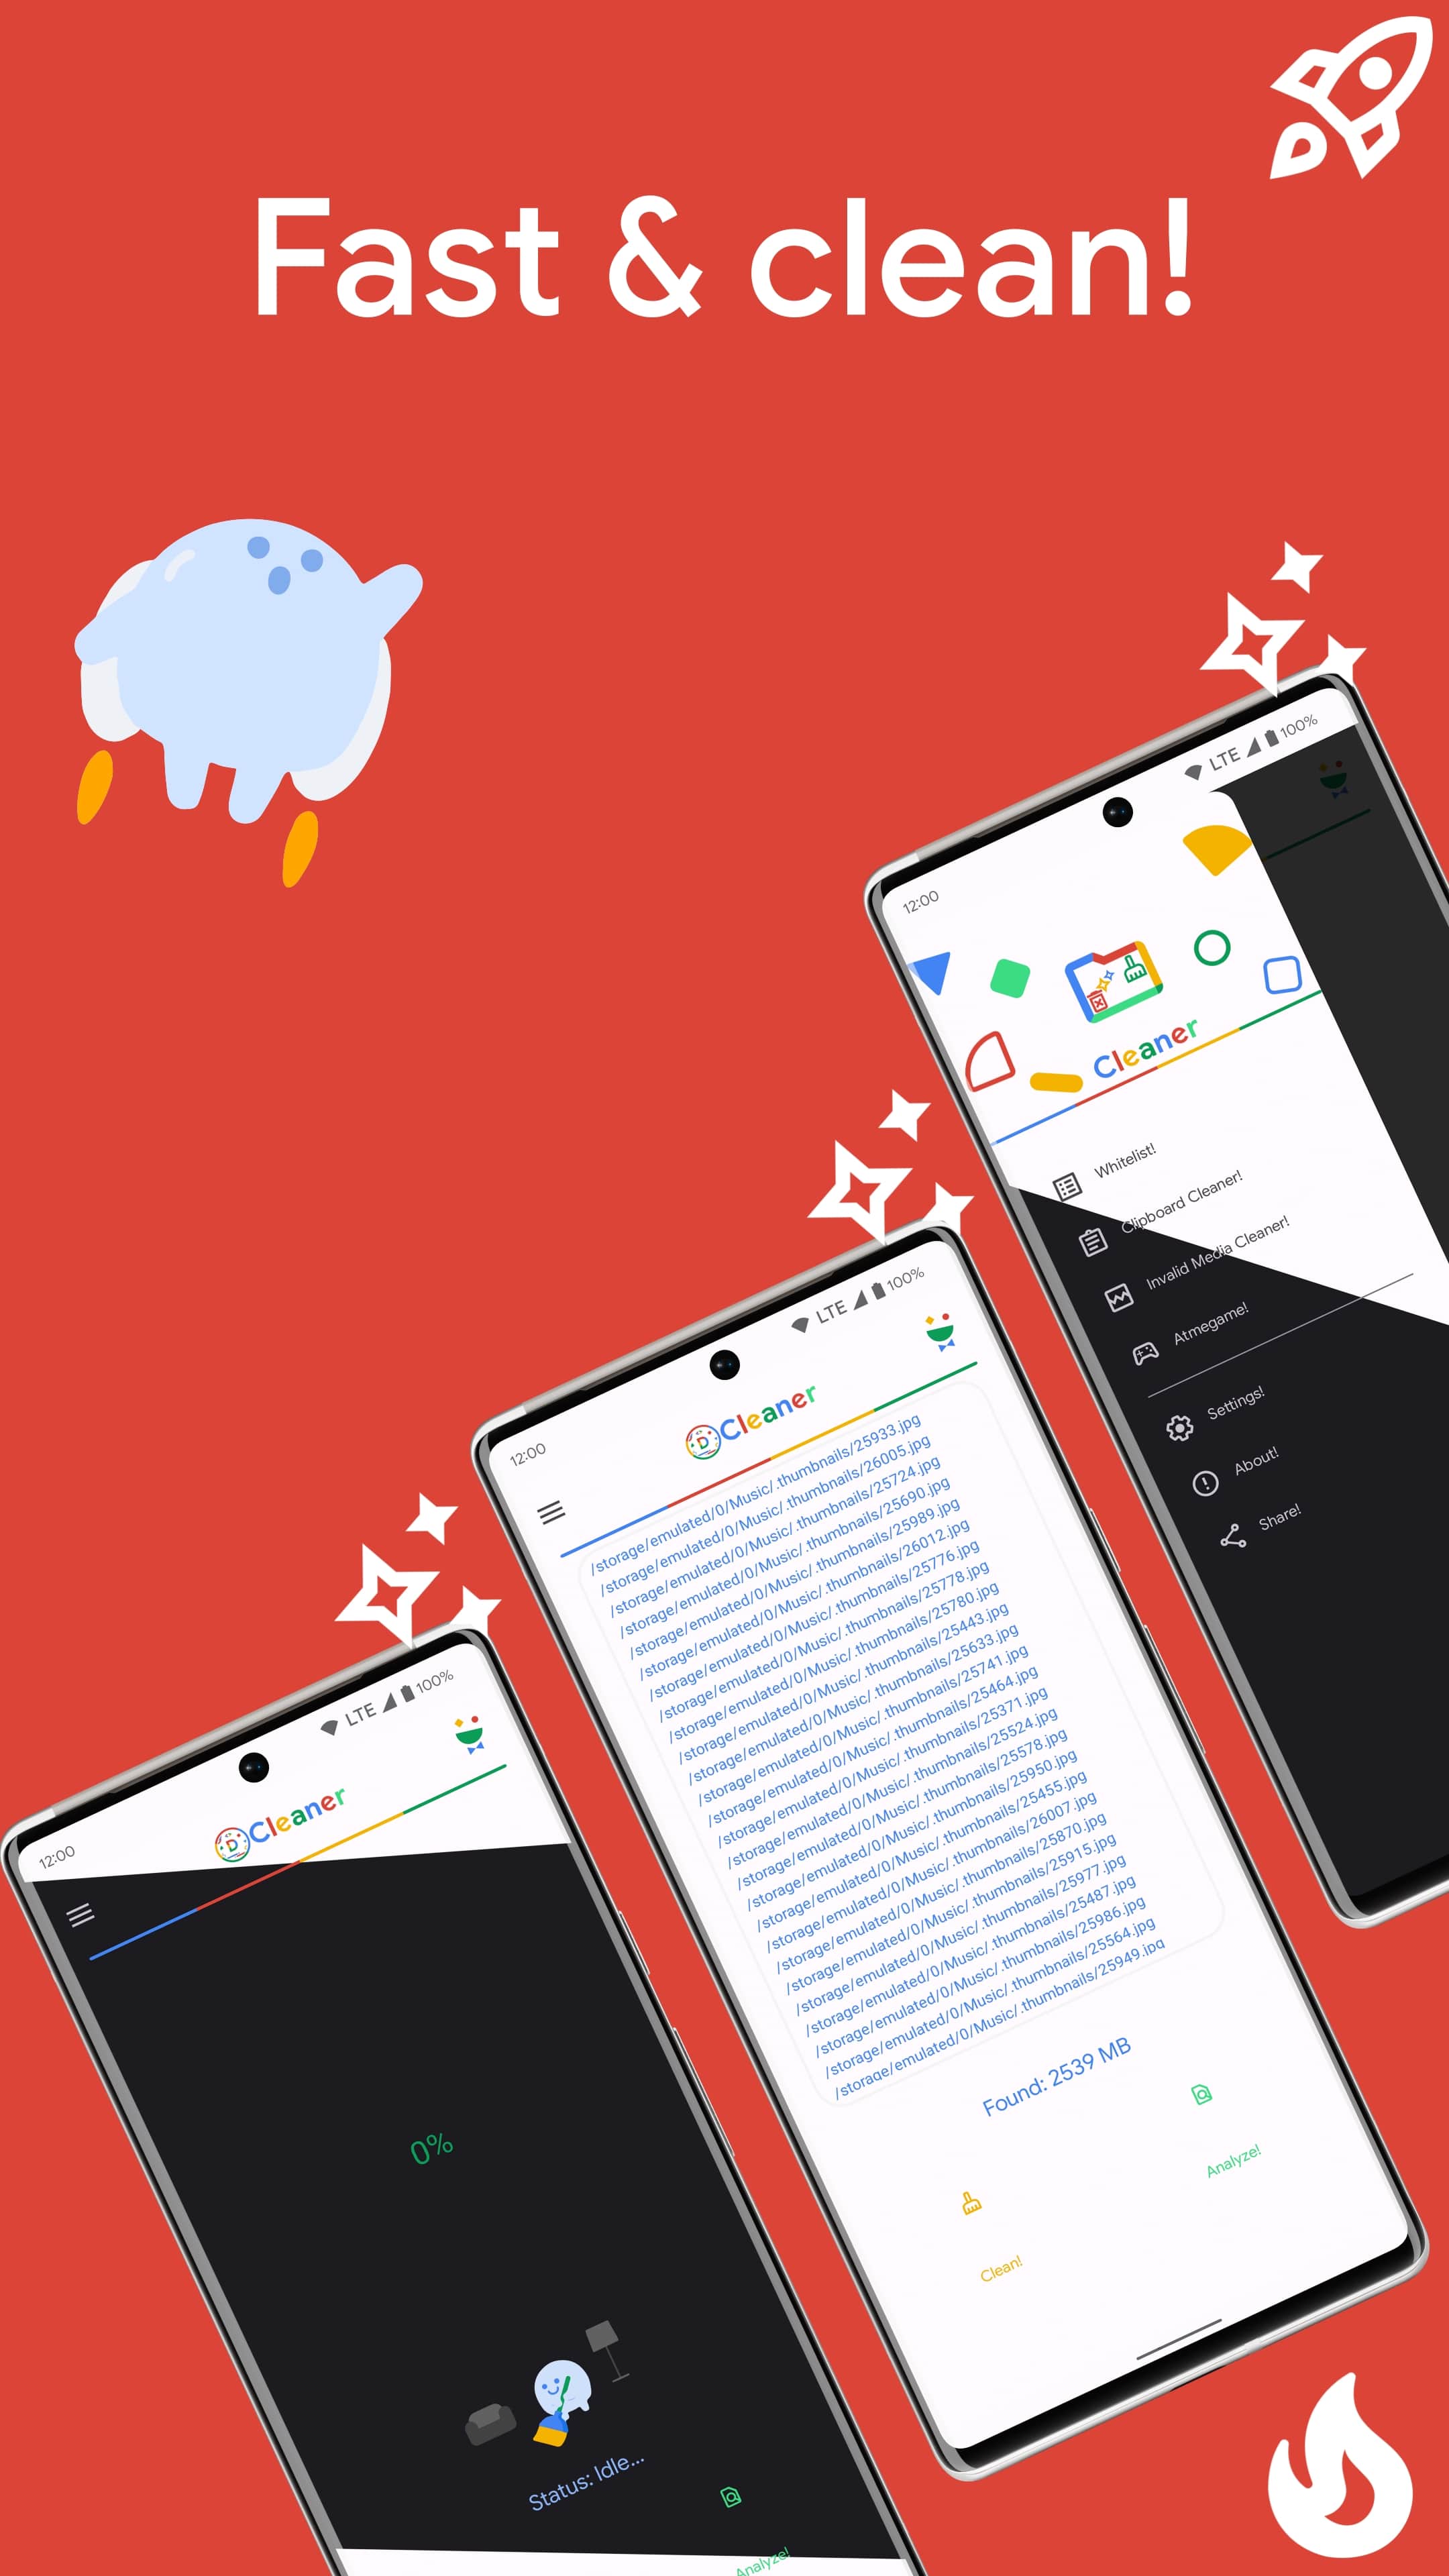 Fast & clean!
LTE 100%
12:00
Cleaner
Whitelist!
Clipboard Cleaner!
Invalid Media Cleaner!
Atmegame!
Settings!
About!
Share!
LTE 100%
12:00
D Cleaner
/storage/emulated/0/Music/.thumbnails/25933.jpg
/storage/emulated/0/Music/.thumbnails/26005.jpg
/storage/emulated/0/Music/.thumbnails/25724.jpg
/storage/emulated/0/Music/.thumbnails/25690.jpg
/storage/emulated/0/Music/.thumbnails/25989.jpg
/storage/emulated/0/Music/.thumbnails/26012.jpg
/storage/emulated/0/Music/.thumbnails/25776.jpg
/storage/emulated/0/Music/.thumbnails/25778.jpg
/storage/emulated/0/Music/.thumbnails/25780.jpg
/storage/emulated/0/Music/.thumbnails/25443.jpg
/storage/emulated/0/Music/.thumbnails/25633.jpg
/storage/emulated/0/Music/.thumbnails/25741.jpg
/storage/emulated/0/Music/.thumbnails/25464.jpg
/storage/emulated/0/Music/.thumbnails/25371.jpg
/storage/emulated/0/Music/.thumbnails/25524.jpg
/storage/emulated/0/Music/.thumbnails/25578.jpg
/storage/emulated/0/Music/.thumbnails/25950.jpg
/storage/emulated/0/Music/.thumbnails/25455.jpg
/storage/emulated/0/Music/.thumbnails/26007.jpg
/storage/emulated/0/Music/.thumbnails/25870.jpg
/storage/emulated/0/Music/.thumbnails/25915.jpg
/storage/emulated/0/Music/.thumbnails/25977.jpg
/storage/emulated/0/Music/.thumbnails/25487.jpg
/storage/emulated/0/Music/.thumbnails/25986.jpg
/storage/emulated/0/Music/.thumbnails/25564.jpg
/storage/emulated/0/Music/.thumbnails/25949.jpg
Found: 2539 MB
Analyze!
Clean!
LTE 100%
12:00
D Cleaner
0%
Status: Idle...
Analyze!